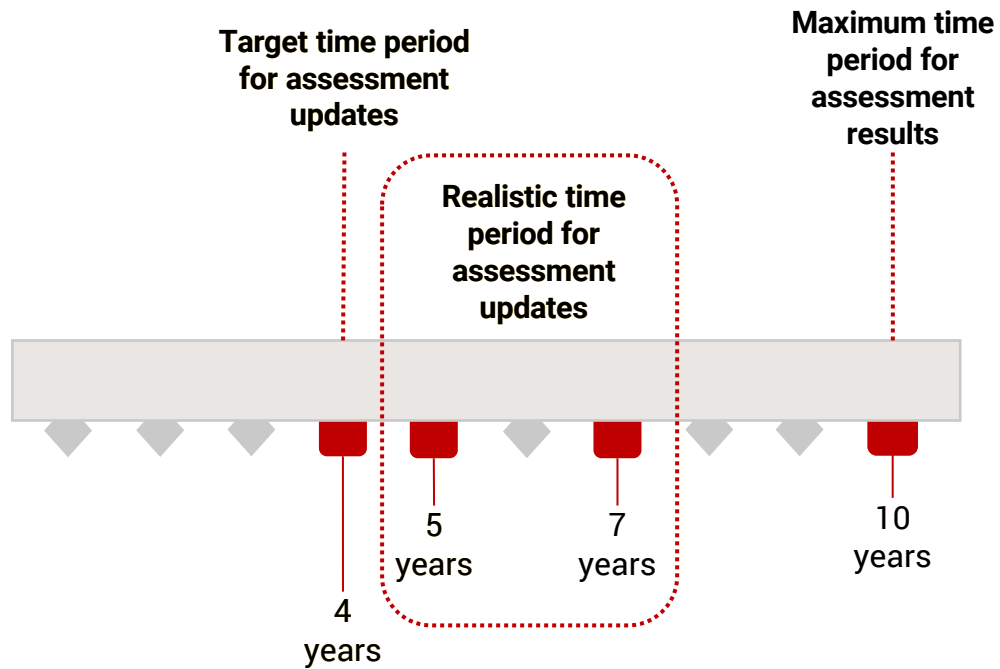 Target time period
for assessment
updates
Maximum time
period for
assessment
results
Realistic time
period for
assessment
updates
4
years
5
years
7
years
10
years